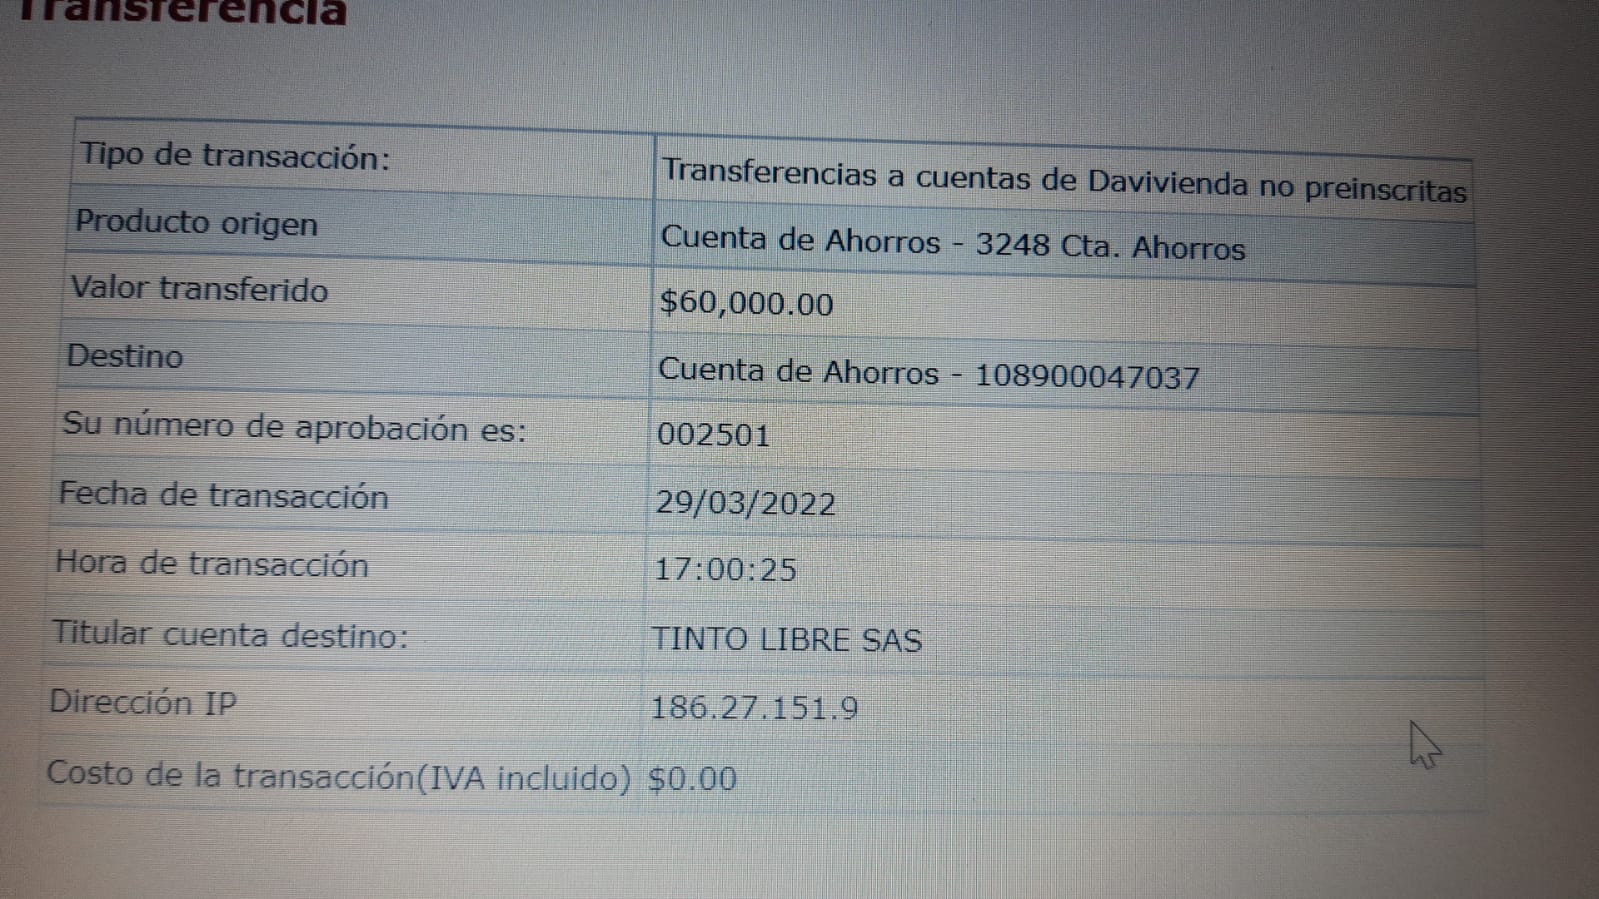 Transferencia
Tipo de transacción: Transferencias a cuentas de Davivienda no preinscritas
Producto origen Cuenta de Ahorros - 3248 Cta. Ahorros
Valor transferido $60,000.00
Destino Cuenta de Ahorros - 108900047037
Su número de aprobación es: 002501
Fecha de transacción 29/03/2022
Hora de transacción 17:00:25
Titular cuenta destino: TINTO LIBRE SAS
Dirección IP 186.27.151.9
Costo de la transacción(IVA incluido) $0.00